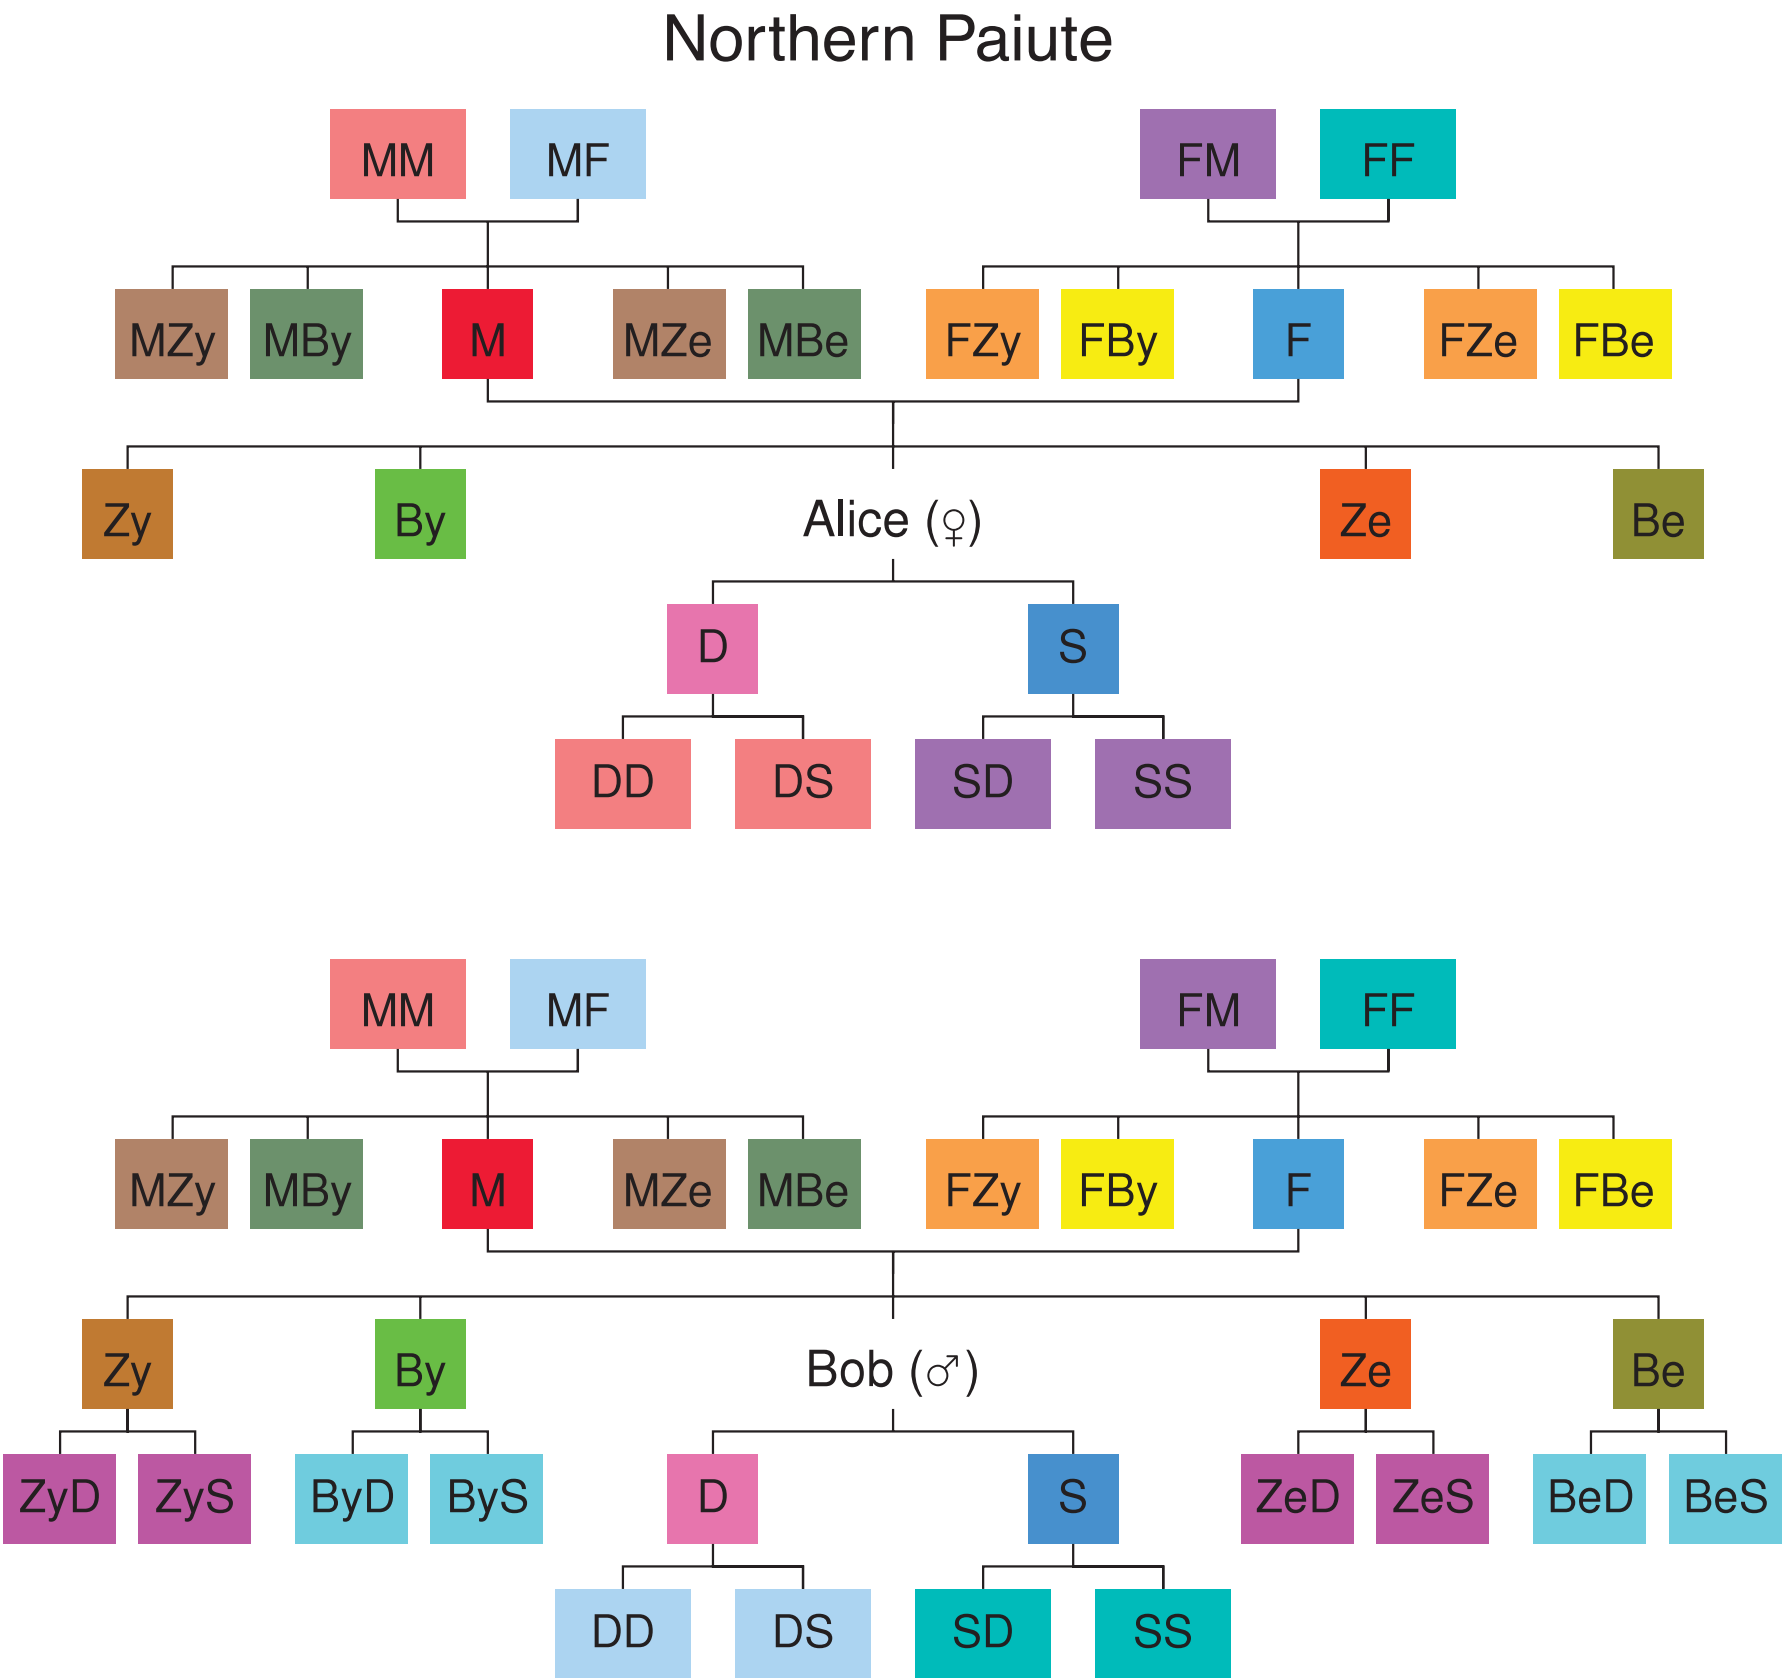 Northern Paiute
MM MF FM FF
MZy MBy M MZe MBe FZy FBy F FZe FBe
Zy By Alice (♀) Ze Be
D S
DD DS SD SS
MM MF FM FF
MZy MBy M MZe MBe FZy FBy F FZe FBe
Zy By Bob (♂) Ze Be
ZyD ZyS ByD ByS D S ZeD ZeS BeD BeS
DD DS SD SS